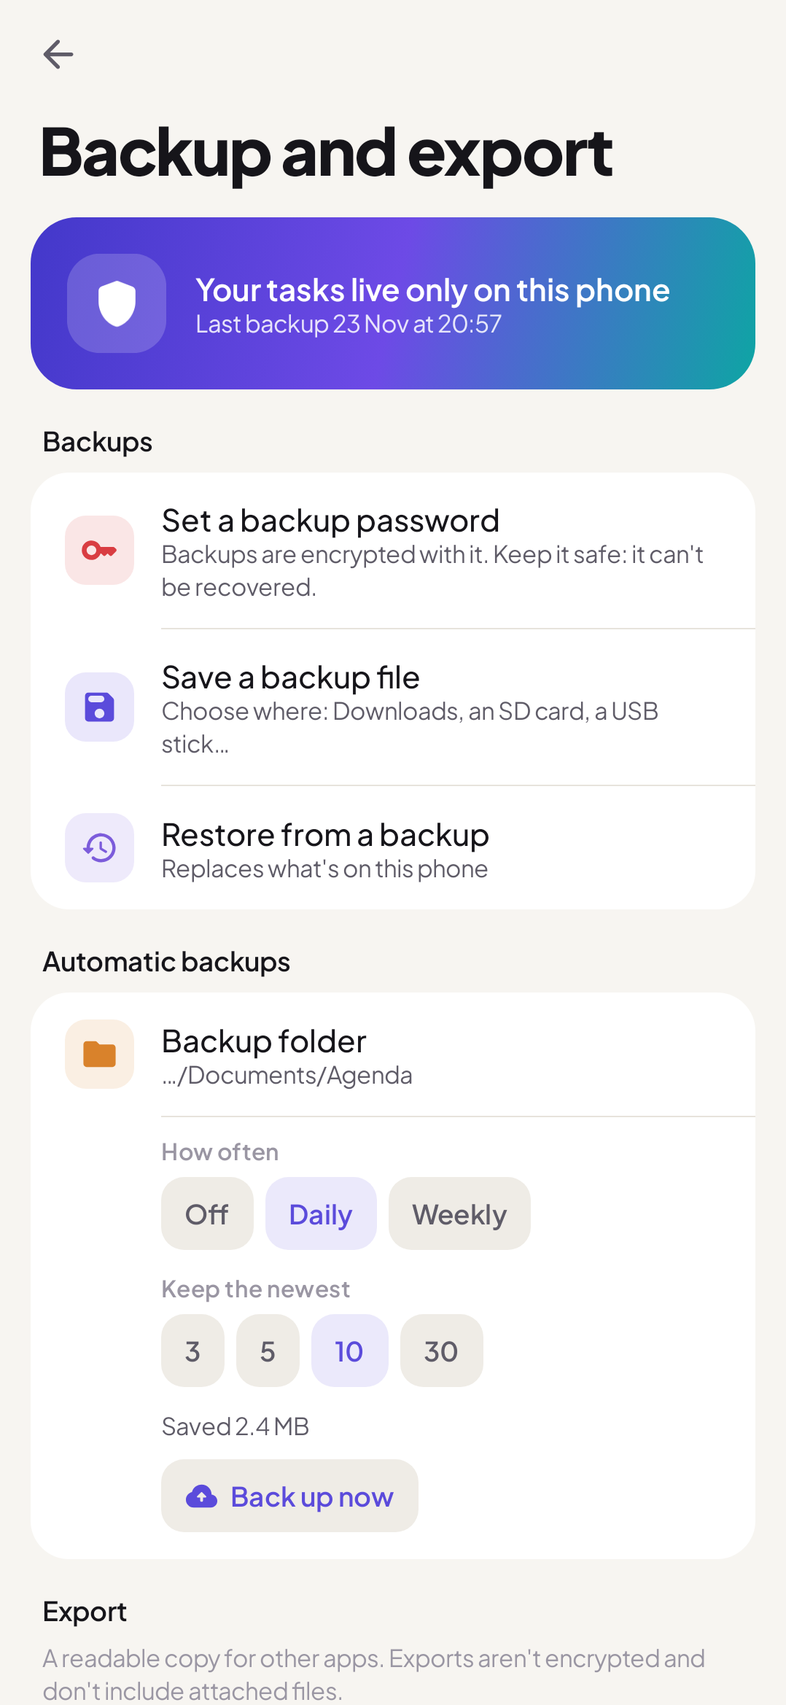 Backup and export
Your tasks live only on this phone
Last backup 23 Nov at 20:57
Backups
Set a backup password
Backups are encrypted with it. Keep it safe: it can't
be recovered.
Save a backup file
Choose where: Downloads, an SD card, a USB
stick…
Restore from a backup
Replaces what's on this phone
Automatic backups
Backup folder
…/Documents/Agenda
How often
Off
Daily
Weekly
Keep the newest
3
5
10
30
Saved 2.4 MB
Back up now
Export
A readable copy for other apps. Exports aren't encrypted and
don't include attached files.